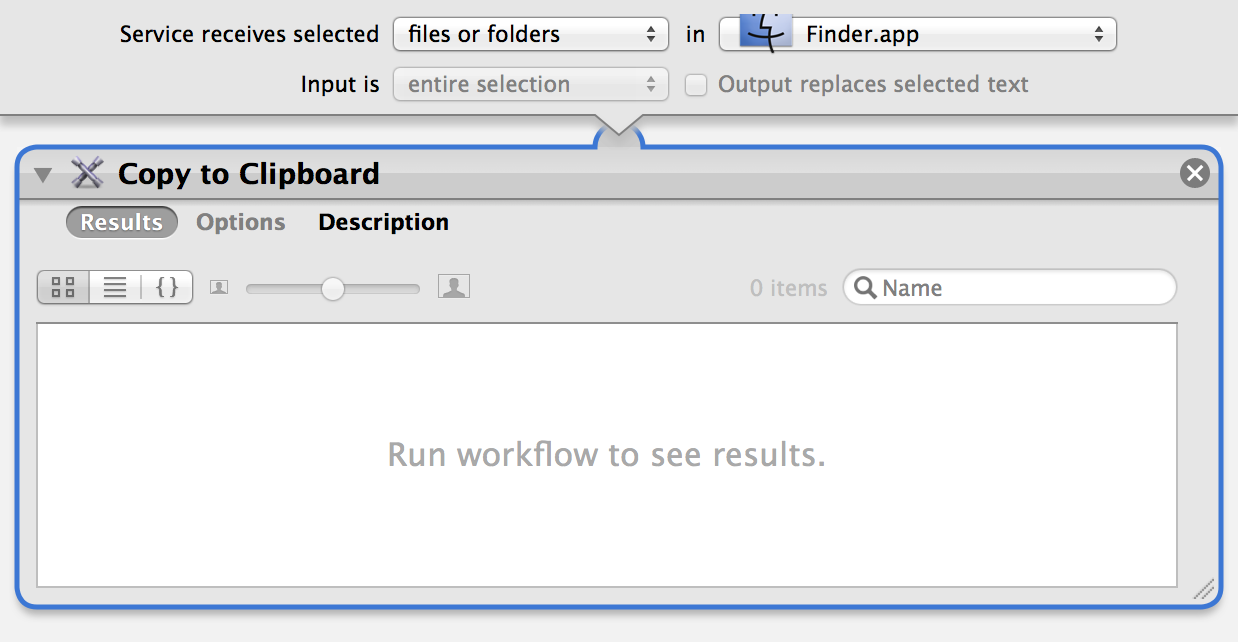 Service receives selected files or folders in Finder.app
Input is entire selection Output replaces selected text
Copy to Clipboard
Results Options Description
{} 0 items Name
Run workflow to see results.